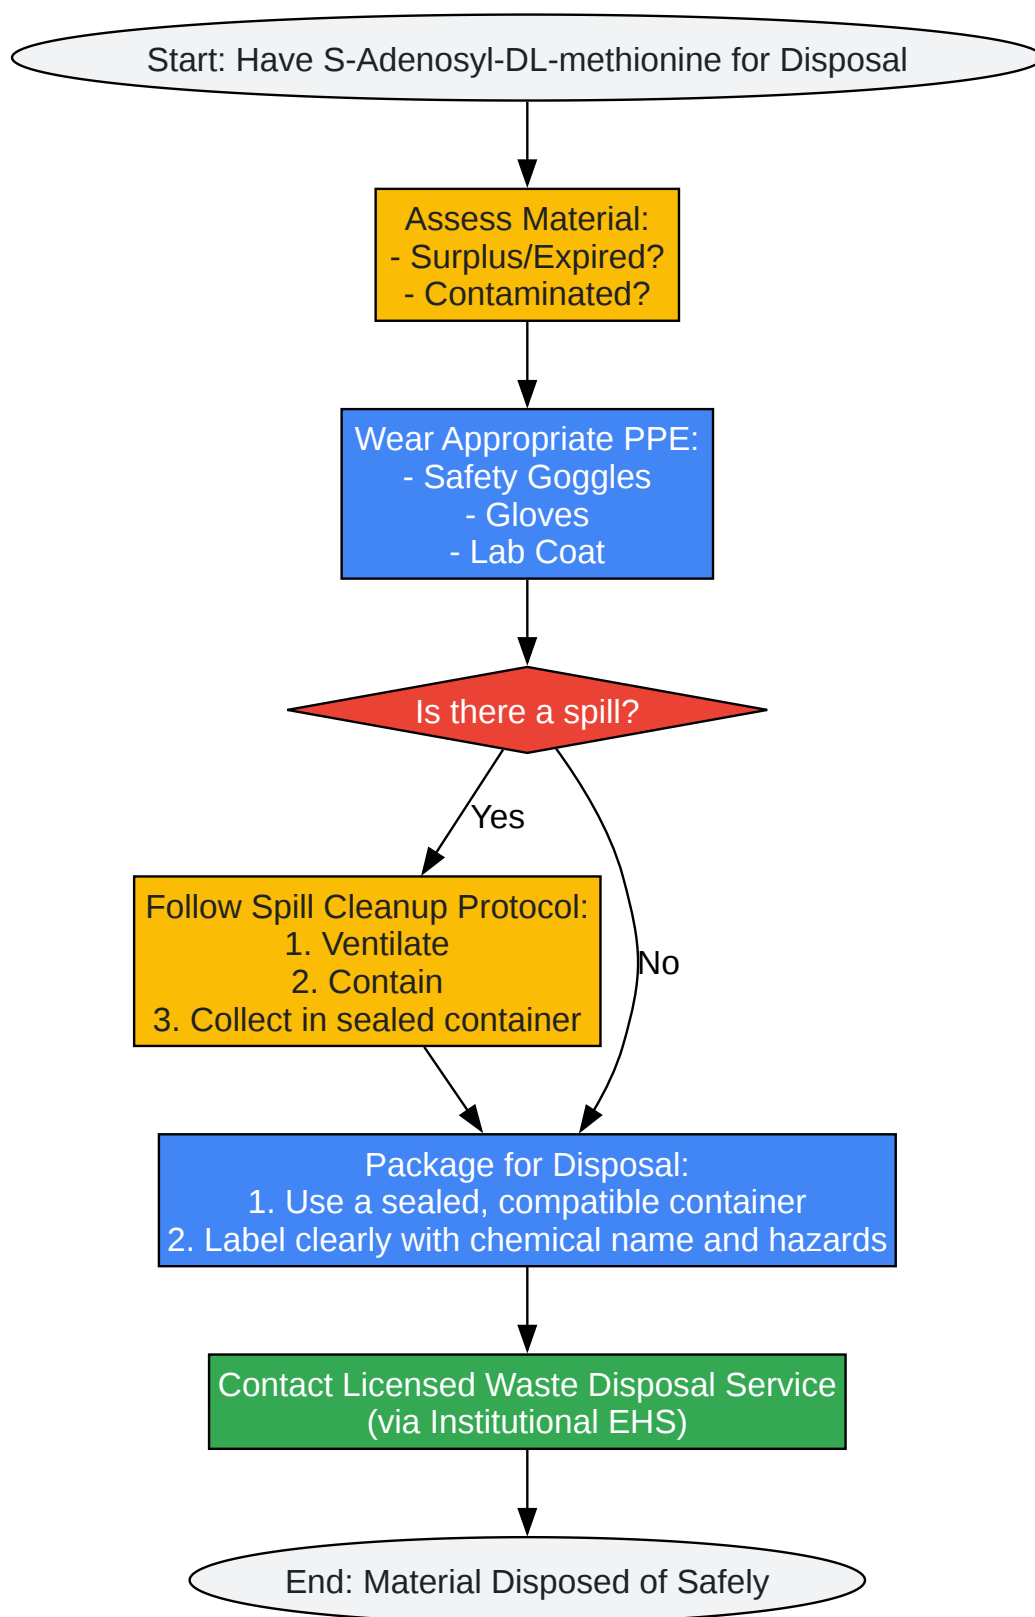 Start: Have S-Adenosyl-DL-methionine for Disposal
Assess Material:
- Surplus/Expired?
- Contaminated?
Wear Appropriate PPE:
- Safety Goggles
- Gloves
- Lab Coat
Is there a spill?
Yes
Follow Spill Cleanup Protocol:
1. Ventilate
2. Contain
3. Collect in sealed container
No
Package for Disposal:
1. Use a sealed, compatible container
2. Label clearly with chemical name and hazards
Contact Licensed Waste Disposal Service
(via Institutional EHS)
End: Material Disposed of Safely